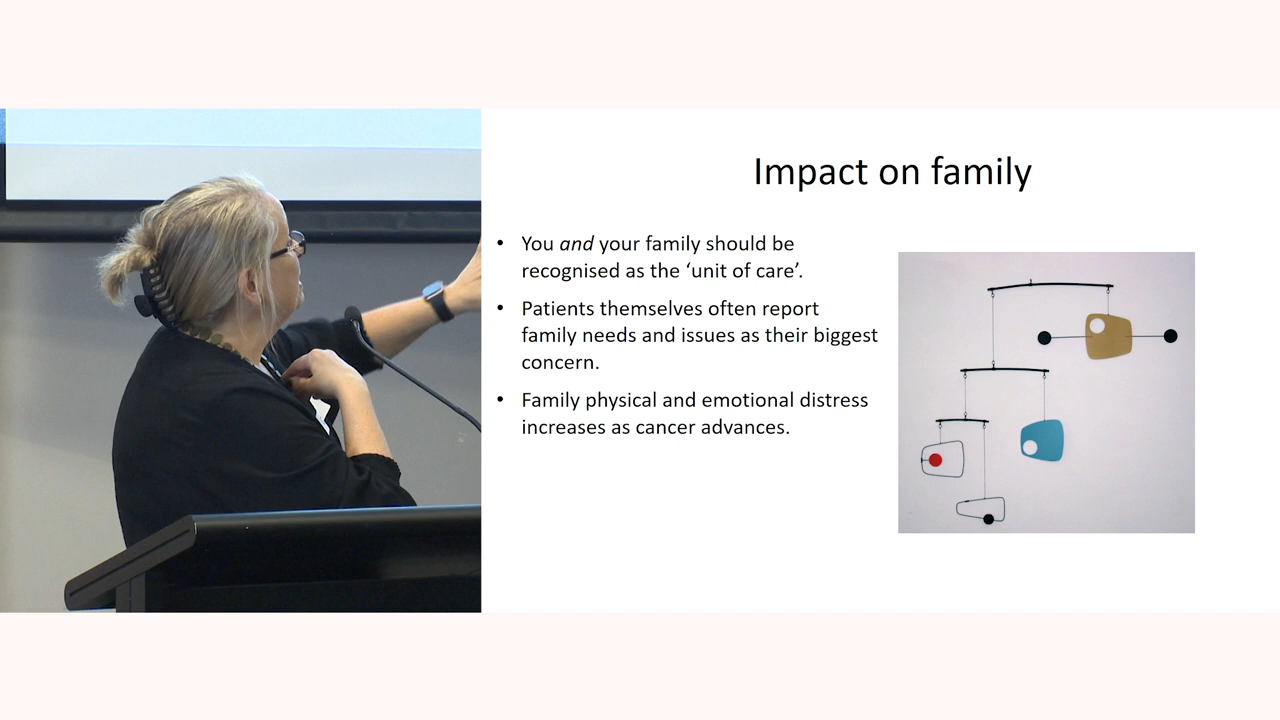 Impact on family
• You and your family should be
recognised as the ‘unit of care’.
• Patients themselves often report
family needs and issues as their biggest
concern.
• Family physical and emotional distress
increases as cancer advances.